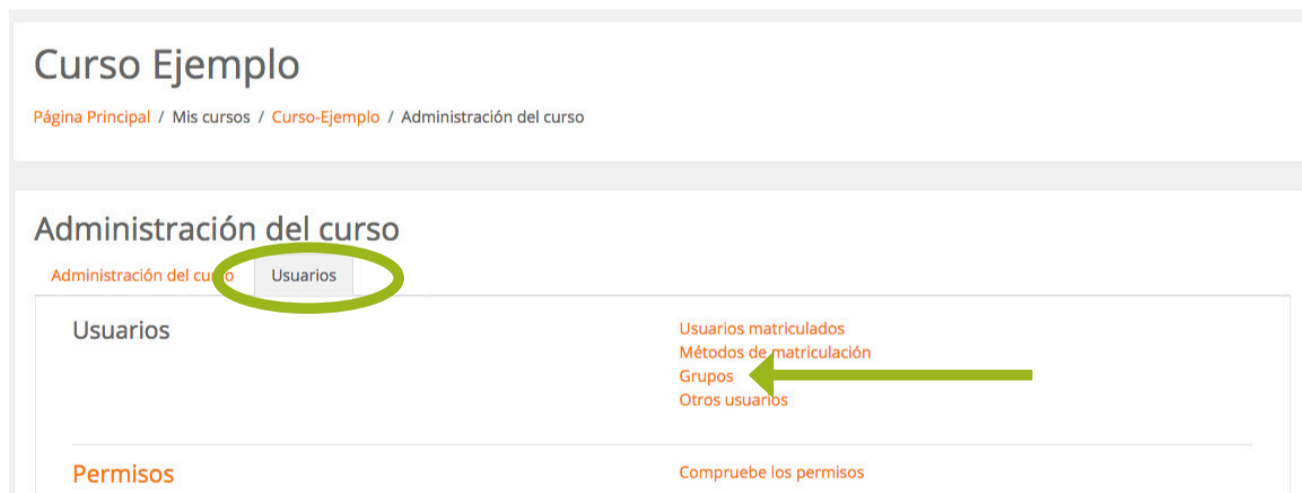 Curso Ejemplo
Página Principal / Mis cursos / Curso-Ejemplo / Administración del curso
Administración del curso
Administración del curso Usuarios
Usuarios
Usuarios matriculados
Métodos de matriculación
Grupos
Otros usuarios
Permisos
Compruebe los permisos